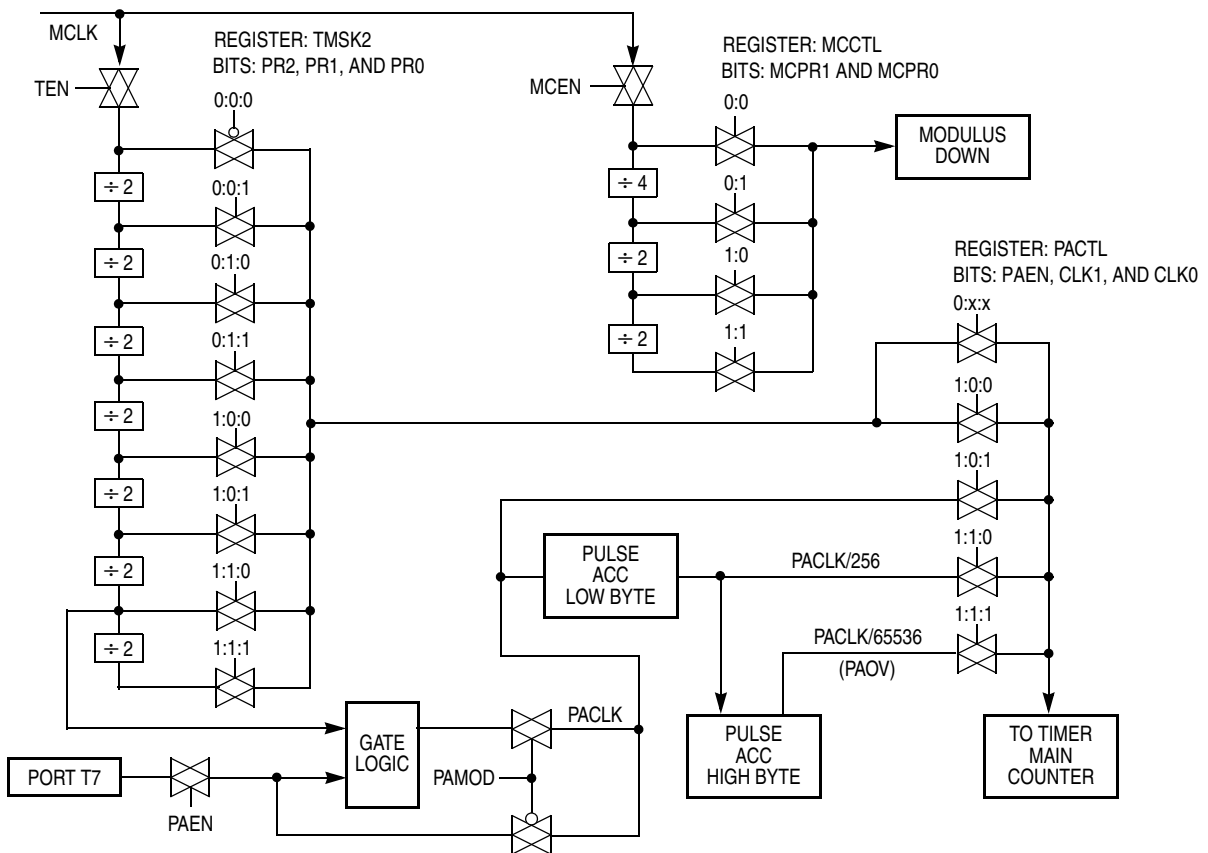 MCLK
REGISTER: TMSK2
BITS: PR2, PR1, AND PR0
TEN
0:0:0
÷ 2
0:0:1
÷ 2
0:1:0
÷ 2
0:1:1
÷ 2
1:0:0
÷ 2
1:0:1
÷ 2
1:1:0
÷ 2
1:1:1
REGISTER: MCCTL
BITS: MCPR1 AND MCPR0
MCEN
0:0
÷ 4
0:1
÷ 2
1:0
÷ 2
1:1
MODULUS
DOWN
REGISTER: PACTL
BITS: PAEN, CLK1, AND CLK0
0:x:x
1:0:0
1:0:1
1:1:0
1:1:1
PULSE
ACC
LOW BYTE
PACLK/256
PACLK/65536
(PAOV)
PORT T7
PAEN
GATE
LOGIC
PACLK
PAMOD
PULSE
ACC
HIGH BYTE
TO TIMER
MAIN
COUNTER